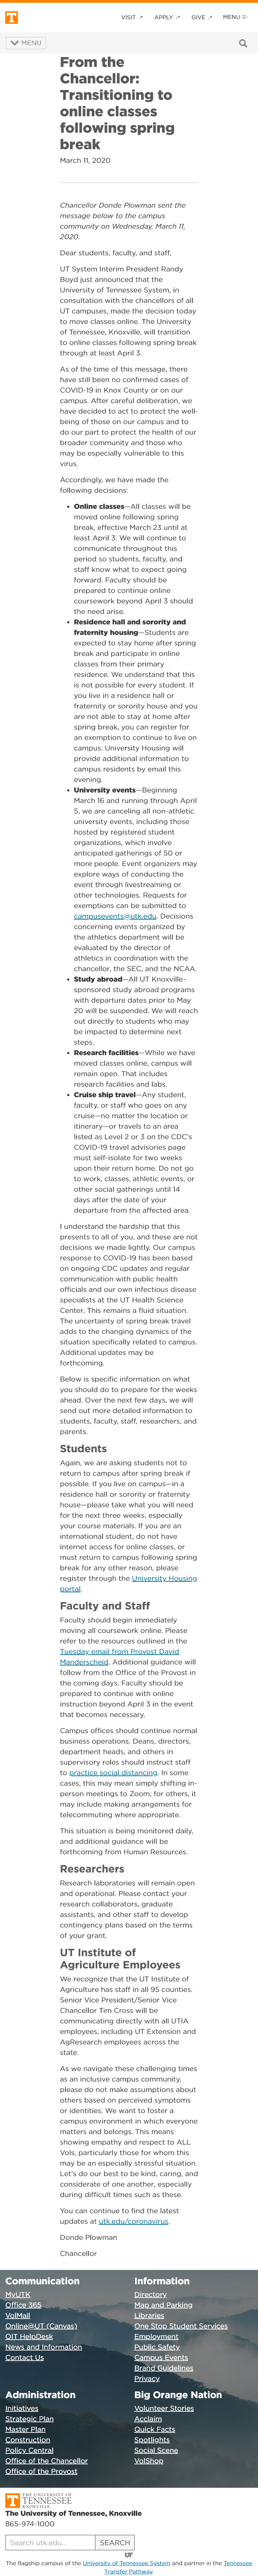 VISIT ↗ APPLY ↗ GIVE ↗ MENU
MENU
From the
Chancellor:
Transitioning to
online classes
following spring
break
March 11, 2020
Chancellor Donde Plowman sent the
message below to the campus
community on Wednesday, March 11,
2020.
Dear students, faculty, and staff,
UT System Interim President Randy
Boyd just announced that the
University of Tennessee System, in
consultation with the chancellors of all
UT campuses, made the decision today
to move classes online. The University
of Tennessee, Knoxville, will transition
to online classes following spring break
through at least April 3.
As of the time of this message, there
have still been no confirmed cases of
COVID-19 in Knox County or on our
campus. After careful deliberation, we
have decided to act to protect the well-
being of those on our campus and to
do our part to protect the health of our
broader community and those who
may be especially vulnerable to this
virus.
Accordingly, we have made the
following decisions:
• Online classes—All classes will be
moved online following spring
break, effective March 23 until at
least April 3. We will continue to
communicate throughout this
period so students, faculty, and
staff know what to expect going
forward. Faculty should be
prepared to continue online
coursework beyond April 3 should
the need arise.
• Residence hall and sorority and
fraternity housing—Students are
expected to stay home after spring
break and participate in online
classes from their primary
residence. We understand that this
is not possible for every student. If
you live in a residence hall or
fraternity or sorority house and you
are not able to stay at home after
spring break, you can register for
an exemption to continue to live on
campus. University Housing will
provide additional information to
campus residents by email this
evening.
• University events—Beginning
March 16 and running through April
5, we are canceling all non-athletic
university events, including those
hosted by registered student
organizations, which involve
anticipated gatherings of 50 or
more people. Event organizers may
explore ways of conducting the
event through livestreaming or
other technologies. Requests for
exemptions can be submitted to
campusevents@utk.edu. Decisions
concerning events organized by
the athletics department will be
evaluated by the director of
athletics in coordination with the
chancellor, the SEC, and the NCAA.
• Study abroad—All UT Knoxville–
sponsored study abroad programs
with departure dates prior to May
20 will be suspended. We will reach
out directly to students who may
be impacted to determine next
steps.
• Research facilities—While we have
moved classes online, campus will
remain open. That includes
research facilities and labs.
• Cruise ship travel—Any student,
faculty, or staff who goes on any
cruise—no matter the location or
itinerary—or travels to an area
listed as Level 2 or 3 on the CDC's
COVID-19 travel advisories page
must self-isolate for two weeks
upon their return home. Do not go
to work, classes, athletic events, or
other social gatherings until 14
days after the date of your
departure from the affected area.
I understand the hardship that this
presents to all of you, and these are not
decisions we made lightly. Our campus
response to COVID-19 has been based
on ongoing CDC updates and regular
communication with public health
officials and our own infectious disease
specialists at the UT Health Science
Center. This remains a fluid situation.
The uncertainty of spring break travel
adds to the changing dynamics of the
situation specifically related to campus.
Additional updates may be
forthcoming.
Below is specific information on what
you should do to prepare for the weeks
ahead. Over the next few days, we will
send out more detailed information to
students, faculty, staff, researchers, and
parents.
Students
Again, we are asking students not to
return to campus after spring break if
possible. If you live on campus—in a
residence hall or sorority or fraternity
house—please take what you will need
for the next three weeks, especially
your course materials. If you are an
international student, do not have
internet access for online classes, or
must return to campus following spring
break for any other reason, please
register through the University Housing
portal.
Faculty and Staff
Faculty should begin immediately
moving all coursework online. Please
refer to the resources outlined in the
Tuesday email from Provost David
Manderscheid. Additional guidance will
follow from the Office of the Provost in
the coming days. Faculty should be
prepared to continue with online
instruction beyond April 3 in the event
that becomes necessary.
Campus offices should continue normal
business operations. Deans, directors,
department heads, and others in
supervisory roles should instruct staff
to practice social distancing. In some
cases, this may mean simply shifting in-
person meetings to Zoom; for others, it
may include making arrangements for
telecommuting where appropriate.
This situation is being monitored daily,
and additional guidance will be
forthcoming from Human Resources.
Researchers
Research laboratories will remain open
and operational. Please contact your
research coordinators, graduate
assistants, and other staff to develop
contingency plans based on the terms
of your grant.
UT Institute of
Agriculture Employees
We recognize that the UT Institute of
Agriculture has staff in all 95 counties.
Senior Vice President/Senior Vice
Chancellor Tim Cross will be
communicating directly with all UTIA
employees, including UT Extension and
AgResearch employees across the
state.
As we navigate these challenging times
as an inclusive campus community,
please do not make assumptions about
others based on perceived symptoms
or identity. We want to foster a
campus environment in which everyone
matters and belongs. This means
showing empathy and respect to ALL
Vols, particularly those for whom this
may be an especially stressful situation.
Let's do our best to be kind, caring, and
considerate of one another, especially
during difficult times such as these.
You can continue to find the latest
updates at utk.edu/coronavirus.
Donde Plowman
Chancellor
Communication
MyUTK
Office 365
VolMail
Online@UT (Canvas)
OIT HelpDesk
News and Information
Contact Us
Information
Directory
Map and Parking
Libraries
One Stop Student Services
Employment
Public Safety
Campus Events
Brand Guidelines
Privacy
Administration
Initiatives
Strategic Plan
Master Plan
Construction
Policy Central
Office of the Chancellor
Office of the Provost
Big Orange Nation
Volunteer Stories
Acclaim
Quick Facts
Spotlights
Social Scene
VolShop
THE UNIVERSITY OF
TENNESSEE
KNOXVILLE
The University of Tennessee, Knoxville
865-974-1000
Search utk.edu... SEARCH
UT
The flagship campus of the University of Tennessee System and partner in the Tennessee
Transfer Pathway.